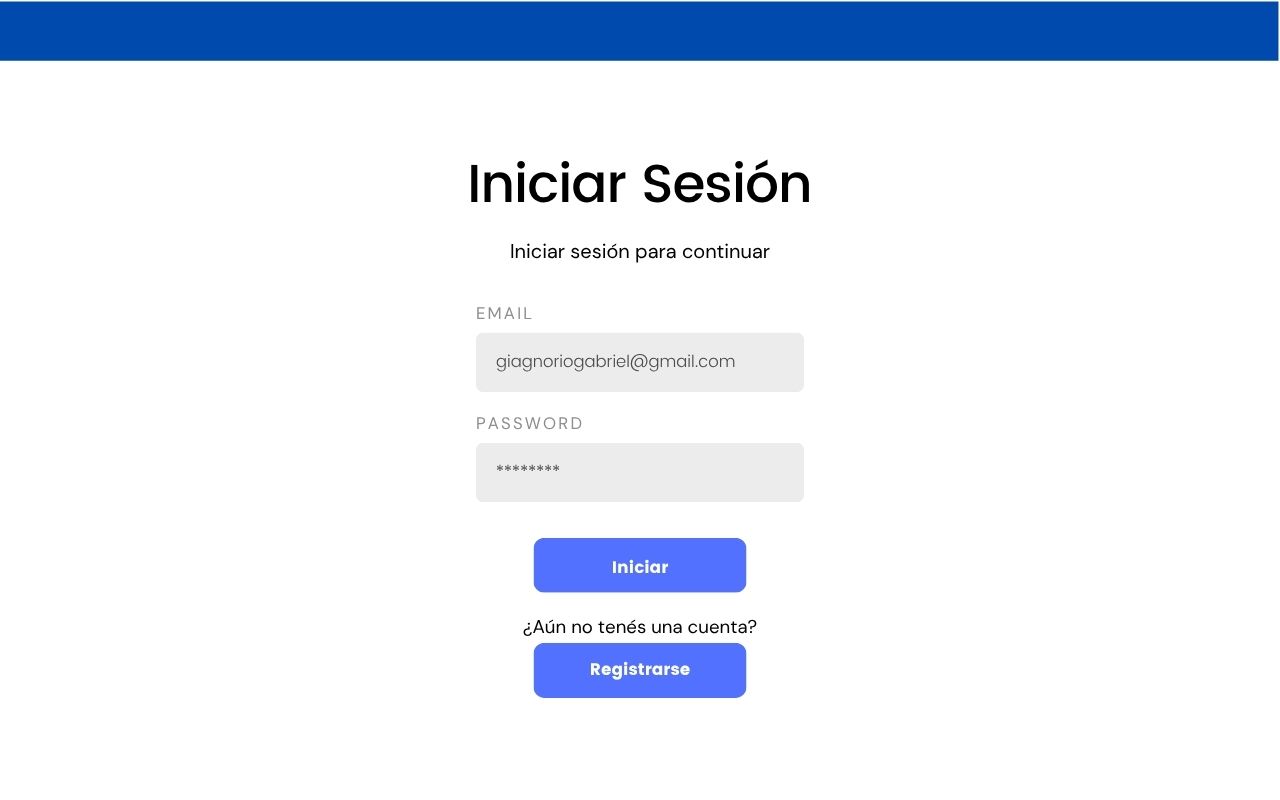 Iniciar Sesión
Iniciar sesión para continuar
EMAIL
giagnoriogabriel@gmail.com
PASSWORD
********
Iniciar
¿Aún no tenés una cuenta?
Registrarse